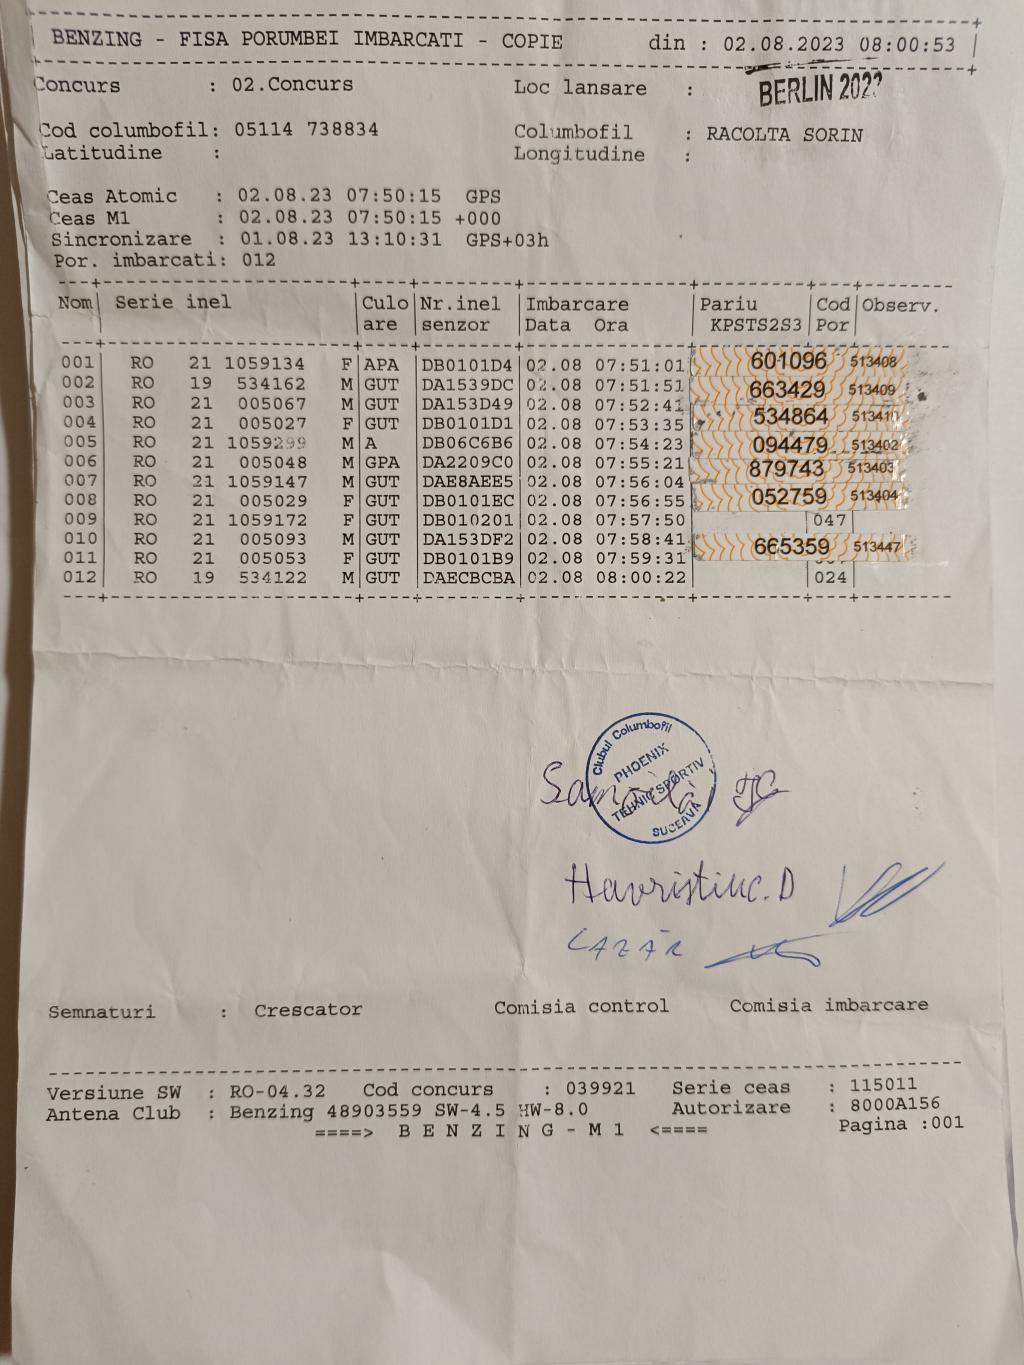 BENZING - FISA PORUMBEI IMBARCATI - COPIE din : 02.08.2023 08:00:53
Concurs : 02.Concurs Loc lansare : BERLIN 202?
Cod columbofil: 05114 738834 Columbofil : RACOLTA SORIN
Latitudine : Longitudine :
Ceas Atomic : 02.08.23 07:50:15 GPS
Ceas M1 : 02.08.23 07:50:15 +000
Sincronizare : 01.08.23 13:10:31 GPS+03h
Por. imbarcati: 012
Nom| Serie inel |Culo|Nr.inel |Imbarcare |Pariu |Cod|Observ.
are senzor Data Ora KPSTS2S3 Por
001 RO 21 1059134 F APA DB0101D4 02.08 07:51:01 601096 513408
002 RO 19 534162 M GUT DA1539DC 02.08 07:51:51 663429 513409
003 RO 21 005067 M GUT DA153D49 02.08 07:52:41 534864 51341
004 RO 21 005027 F GUT DB0101D1 02.08 07:53:35
005 RO 21 1059299 M A DB06C6B6 02.08 07:54:23 094479 513402
006 RO 21 005048 M GPA DA2209C0 02.08 07:55:21 879743 513403
007 RO 21 1059147 M GUT DAE8AEE5 02.08 07:56:04
008 RO 21 005029 F GUT DB0101EC 02.08 07:56:55 052759 513404
009 RO 21 1059172 F GUT DB010201 02.08 07:57:50 047
010 RO 21 005093 M GUT DA153DF2 02.08 07:58:41 665359 513447
011 RO 21 005053 F GUT DB0101B9 02.08 07:59:31
012 RO 19 534122 M GUT DAECBCBA 02.08 08:00:22 024
Clubul Columbofil
PHOENIX
TEHNIC SPORTIV
SUCEAVA
Havristiuc.D
LAZĂR
Semnaturi : Crescator Comisia control Comisia imbarcare
Versiune SW : RO-04.32 Cod concurs : 039921 Serie ceas : 115011
Antena Club : Benzing 48903559 SW-4.5 HW-8.0 Autorizare : 8000A156
====> B E N Z I N G - M 1 <==== Pagina :001